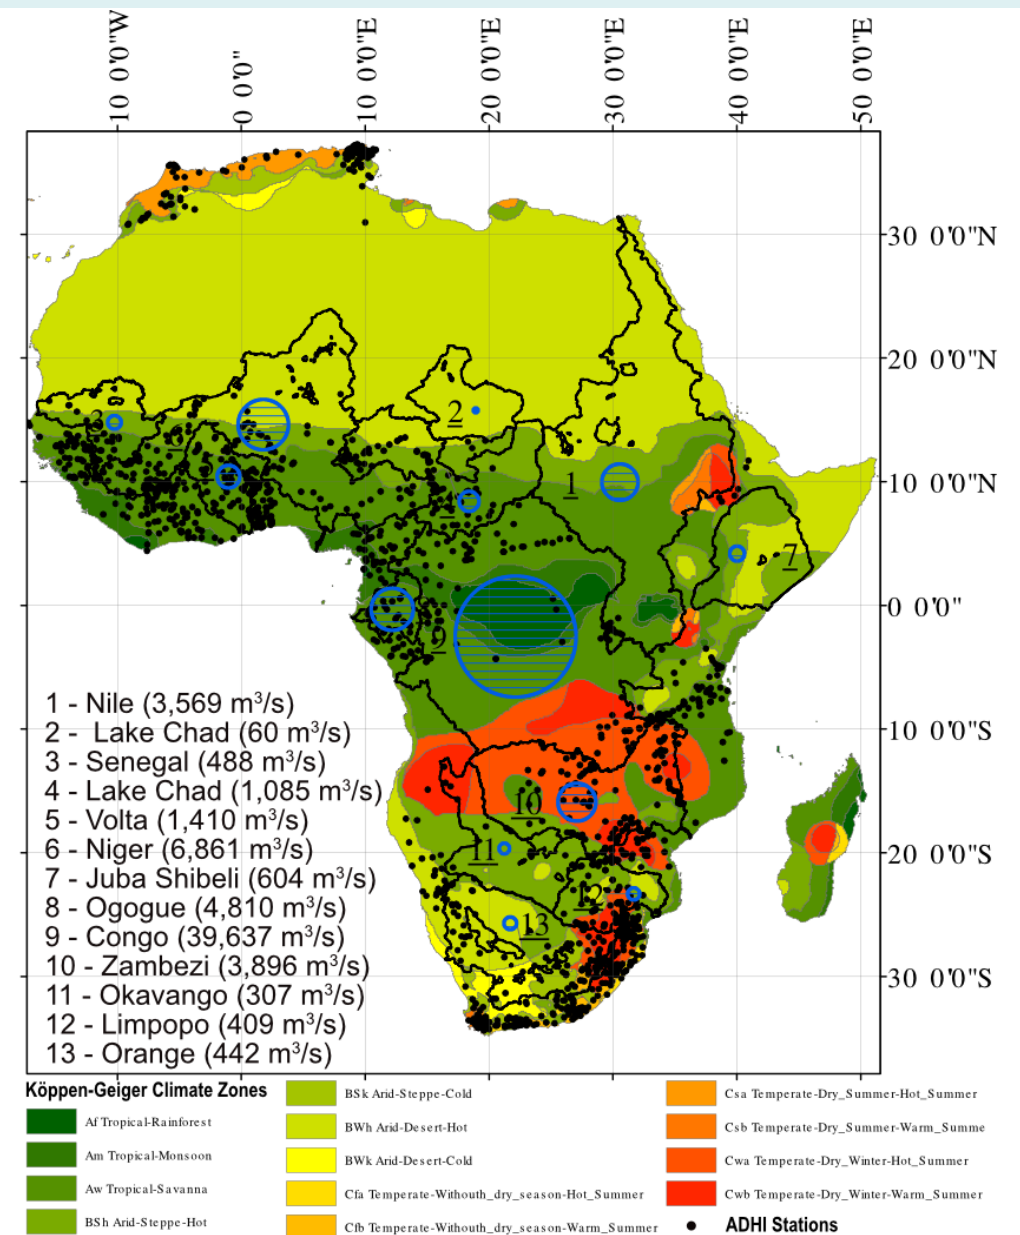 10 0'0"W
0 0'0"
10 0'0"E
20 0'0"E
30 0'0"E
40 0'0"E
50 0'0"E
30 0'0"N
20 0'0"N
10 0'0"N
0 0'0"
10 0'0"S
20 0'0"S
30 0'0"S
3
2
1
7
9
10
11
12
13
1 - Nile (3,569 m³/s)
2 - Lake Chad (60 m³/s)
3 - Senegal (488 m³/s)
4 - Lake Chad (1,085 m³/s)
5 - Volta (1,410 m³/s)
6 - Niger (6,861 m³/s)
7 - Juba Shibeli (604 m³/s)
8 - Ogogue (4,810 m³/s)
9 - Congo (39,637 m³/s)
10 - Zambezi (3,896 m³/s)
11 - Okavango (307 m³/s)
12 - Limpopo (409 m³/s)
13 - Orange (442 m³/s)
Köppen-Geiger Climate Zones
Af Tropical-Rainforest
Am Tropical-Monsoon
Aw Tropical-Savanna
BSh Arid-Steppe-Hot
BSk Arid-Steppe-Cold
BWh Arid-Desert-Hot
BWk Arid-Desert-Cold
Cfa Temperate-Withouth_dry_season-Hot_Summer
Cfb Temperate-Withouth_dry_season-Warm_Summer
Csa Temperate-Dry_Summer-Hot_Summer
Csb Temperate-Dry_Summer-Warm_Summe
Cwa Temperate-Dry_Winter-Hot_Summer
Cwb Temperate-Dry_Winter-Warm_Summer
ADHI Stations